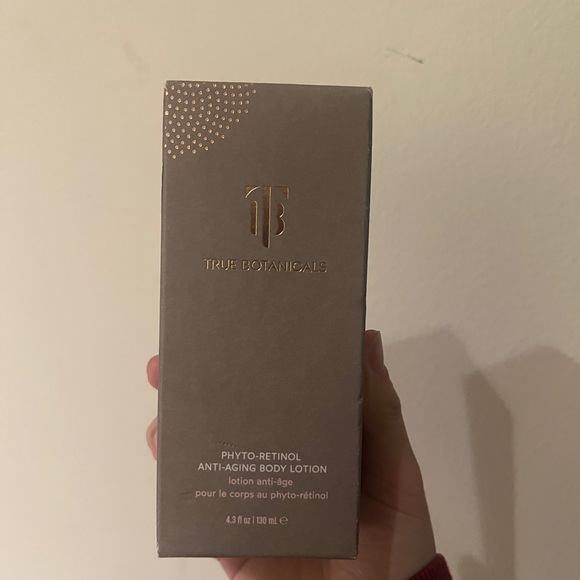 TB
TRUE BOTANICALS
PHYTO-RETINOL
ANTI-AGING BODY LOTION
lotion anti-âge
pour le corps au phyto-rétinol
4.3 fl oz | 130 mL ℮